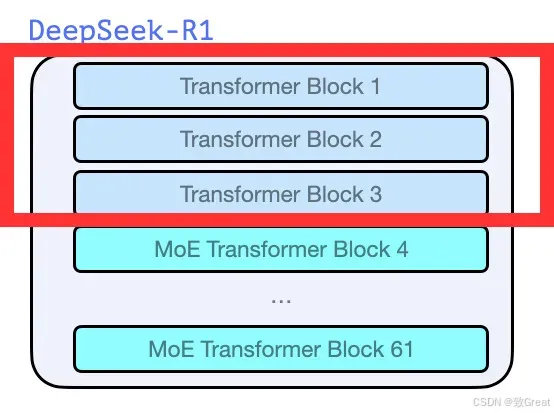 DeepSeek-R1
Transformer Block 1
Transformer Block 2
Transformer Block 3
MoE Transformer Block 4
...
MoE Transformer Block 61
CSDN @致Great